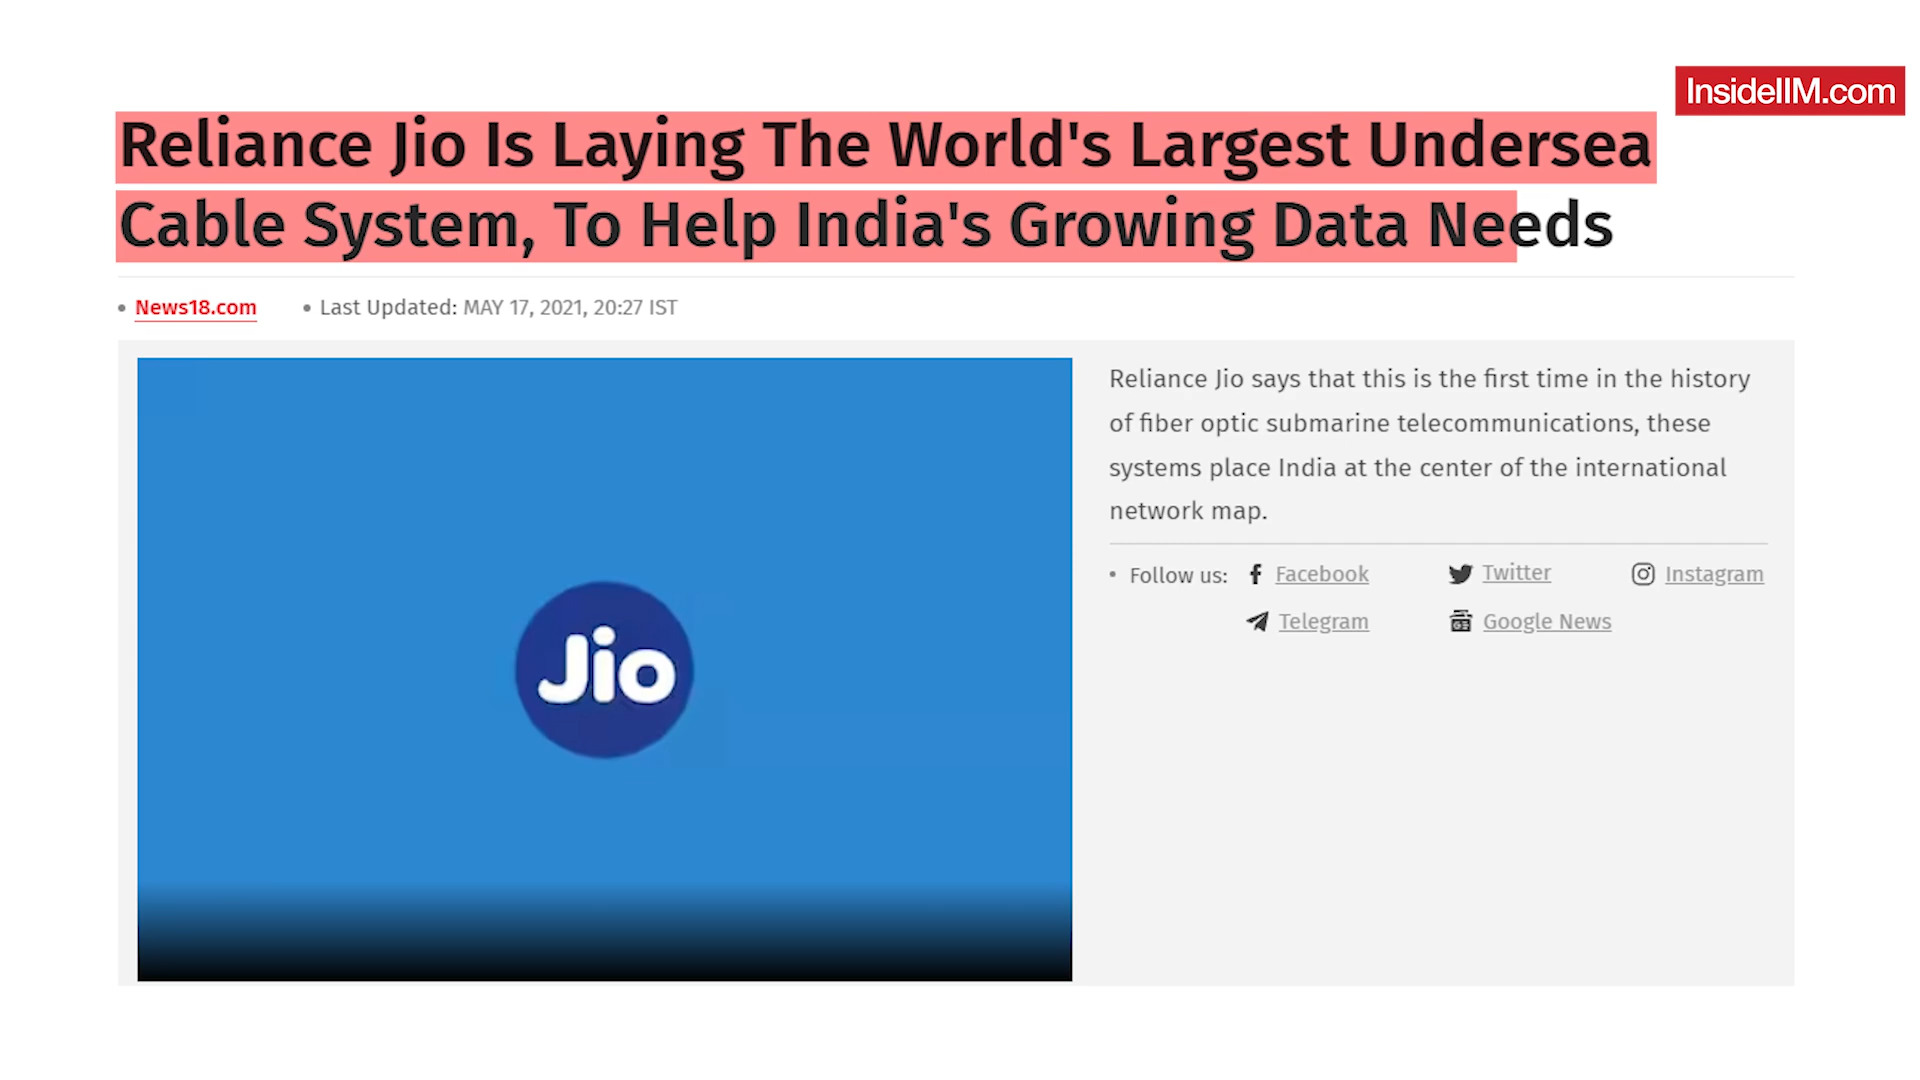 InsideIIM.com
Reliance Jio Is Laying The World's Largest Undersea
Cable System, To Help India's Growing Data Needs
• News18.com • Last Updated: MAY 17, 2021, 20:27 IST
Jio
Reliance Jio says that this is the first time in the history
of fiber optic submarine telecommunications, these
systems place India at the center of the international
network map.
• Follow us: Facebook Twitter Instagram
Telegram Google News